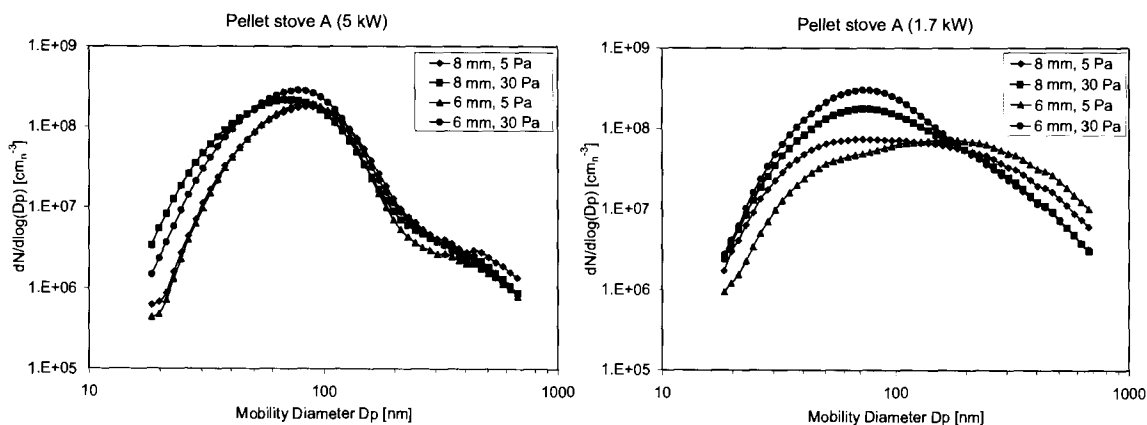 Pellet stove A (5 kW)
1.E+09
1.E+08
1.E+07
1.E+06
1.E+05
dN/dlog(Dp) [cmₙ⁻³]
8 mm, 5 Pa
8 mm, 30 Pa
6 mm, 5 Pa
6 mm, 30 Pa
10
100
1000
Mobility Diameter Dp [nm]
Pellet stove A (1.7 kW)
1.E+09
1.E+08
1.E+07
1.E+06
1.E+05
dN/dlog(Dp) [cmₙ⁻³]
8 mm, 5 Pa
8 mm, 30 Pa
6 mm, 5 Pa
6 mm, 30 Pa
10
100
1000
Mobility Diameter Dp [nm]